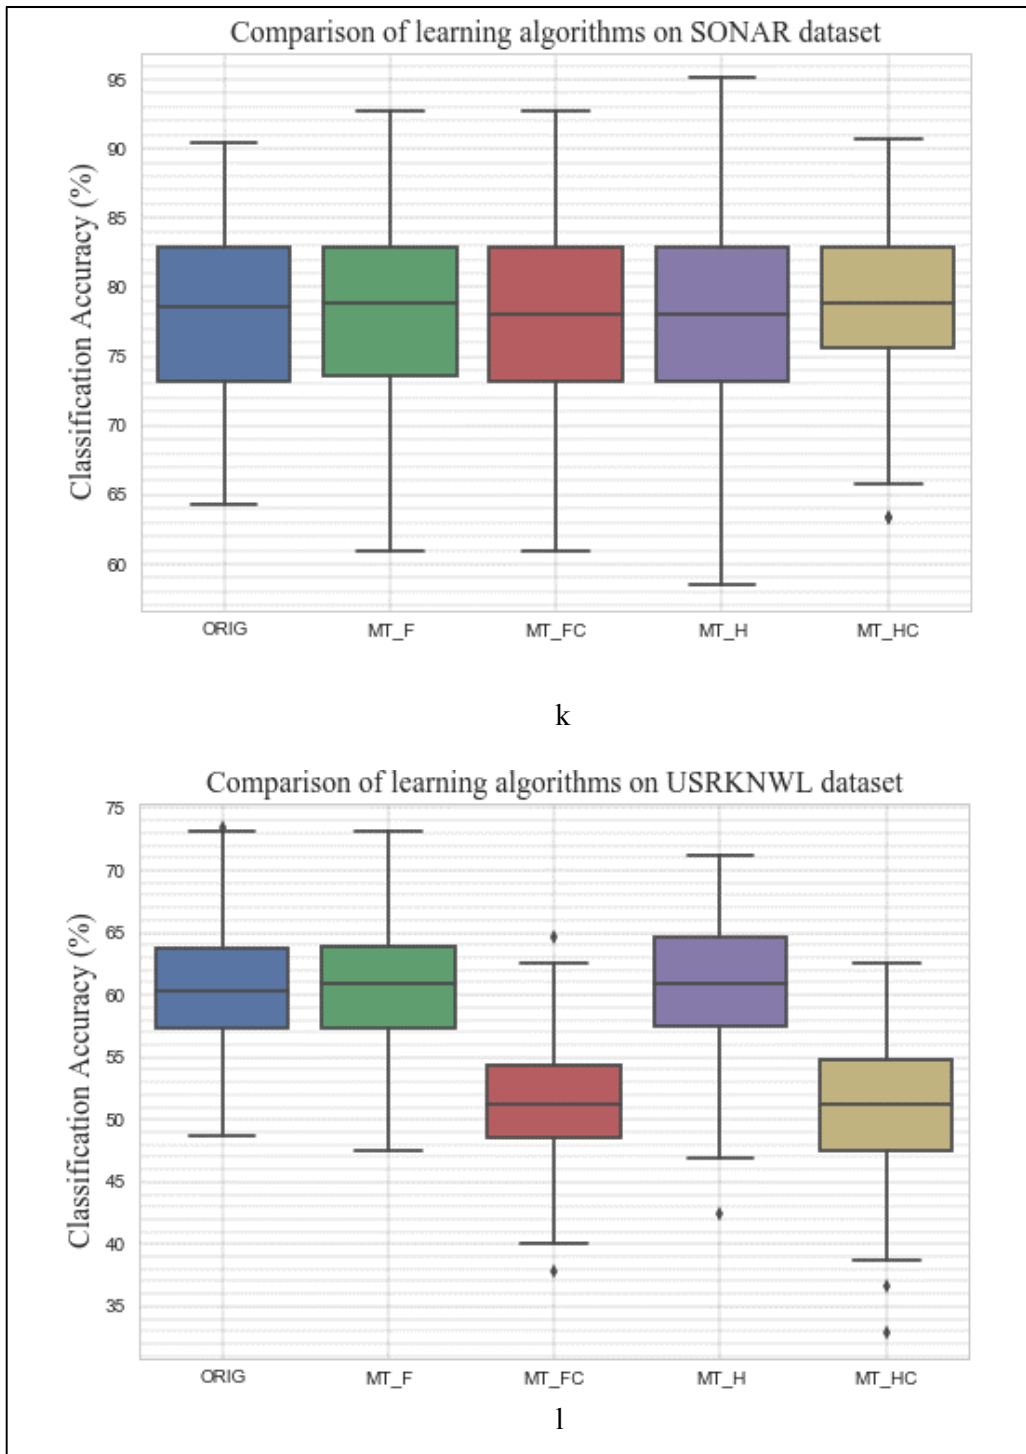 Comparison of learning algorithms on SONAR dataset
Classification Accuracy (%)
95
90
85
80
75
70
65
60
ORIG MT_F MT_FC MT_H MT_HC
k
Comparison of learning algorithms on USRKNWL dataset
Classification Accuracy (%)
75
70
65
60
55
50
45
40
35
ORIG MT_F MT_FC MT_H MT_HC
l